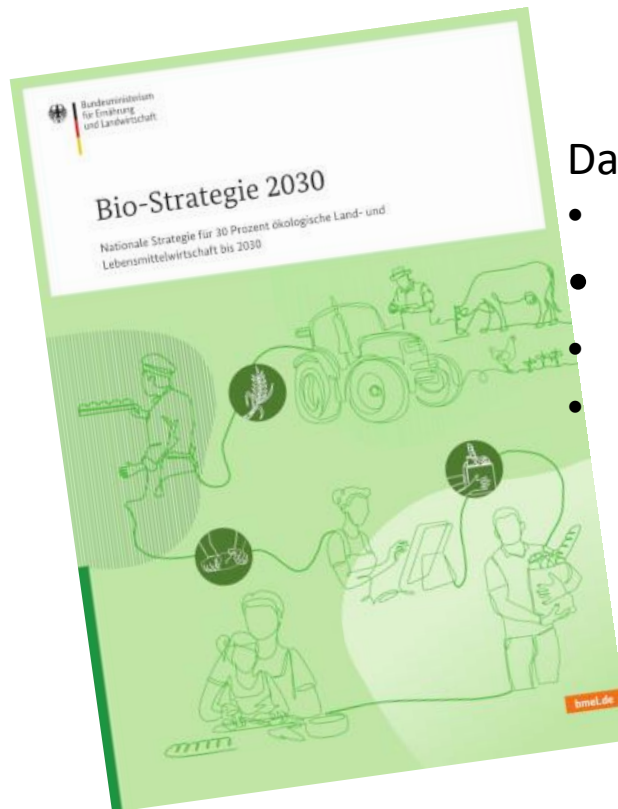 Bundesministerium
für Ernährung
und Landwirtschaft
Bio-Strategie 2030
Nationale Strategie für 30 Prozent ökologische Land- und
Lebensmittelwirtschaft bis 2030
bmel.de
Da
•
•
•
•